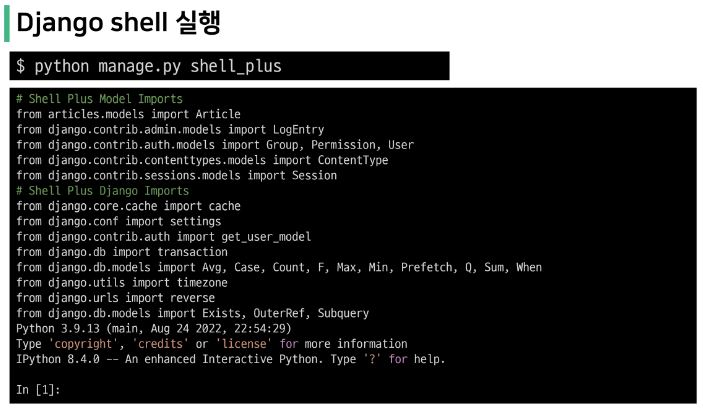 Django shell 실행
$ python manage.py shell_plus
# Shell Plus Model Imports
from articles.models import Article
from django.contrib.admin.models import LogEntry
from django.contrib.auth.models import Group, Permission, User
from django.contrib.contenttypes.models import ContentType
from django.contrib.sessions.models import Session
# Shell Plus Django Imports
from django.core.cache import cache
from django.conf import settings
from django.contrib.auth import get_user_model
from django.db import transaction
from django.db.models import Avg, Case, Count, F, Max, Min, Prefetch, Q, Sum, When
from django.utils import timezone
from django.urls import reverse
from django.db.models import Exists, OuterRef, Subquery
Python 3.9.13 (main, Aug 24 2022, 22:54:29)
Type 'copyright', 'credits' or 'license' for more information
IPython 8.4.0 -- An enhanced Interactive Python. Type '?' for help.
In [1]: